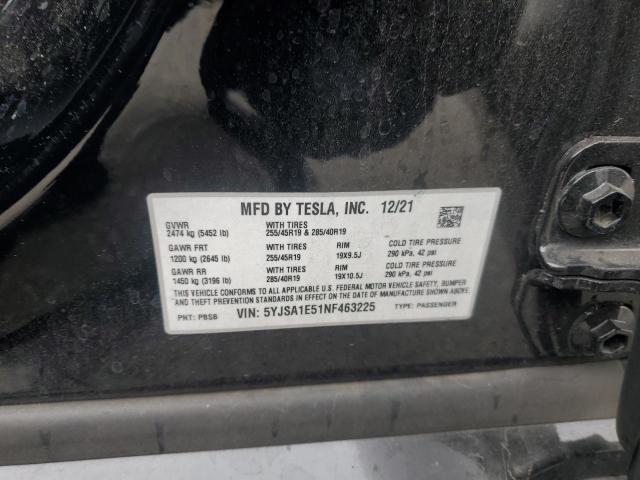 MFD BY TESLA, INC. 12/21
GVWR WITH TIRES
2474 kg (5452 lb) 255/45R19 & 285/40R19
GAWR FRT WITH TIRES RIM COLD TIRE PRESSURE
1200 kg (2645 lb) 255/45R19 19X9.5J 290 kPa, 42 psi
GAWR RR WITH TIRES RIM COLD TIRE PRESSURE
1450 kg (3196 lb) 285/40R19 19X10.5J 290 kPa, 42 psi
THIS VEHICLE CONFORMS TO ALL APPLICABLE U.S. FEDERAL MOTOR VEHICLE SAFETY, BUMPER
AND THEFT PREVENTION STANDARDS IN EFFECT ON THE DATE OF MANUFACTURE SHOWN ABOVE.
PNT: PBSB VIN: 5YJSA1E51NF463225 TYPE: PASSENGER